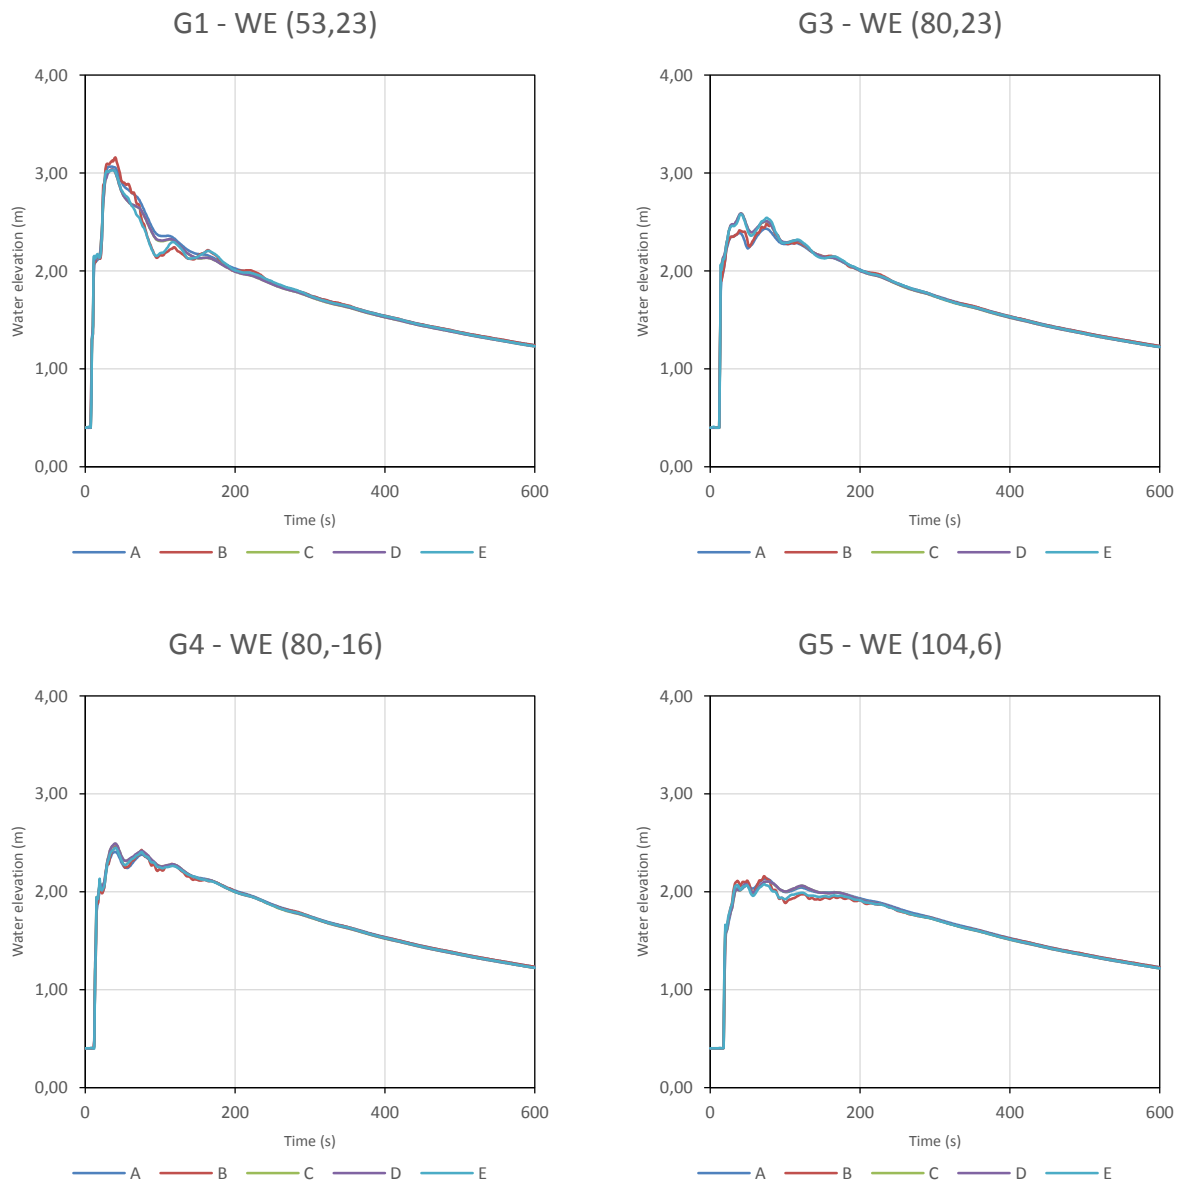 G1 - WE (53,23)
4,00
3,00
2,00
1,00
0,00
Water elevation (m)
0 200 400 600
Time (s)
A B C D E
G3 - WE (80,23)
4,00
3,00
2,00
1,00
0,00
Water elevation (m)
0 200 400 600
Time (s)
A B C D E
G4 - WE (80,-16)
4,00
3,00
2,00
1,00
0,00
Water elevation (m)
0 200 400 600
Time (s)
A B C D E
G5 - WE (104,6)
4,00
3,00
2,00
1,00
0,00
Water elevation (m)
0 200 400 600
Time (s)
A B C D E